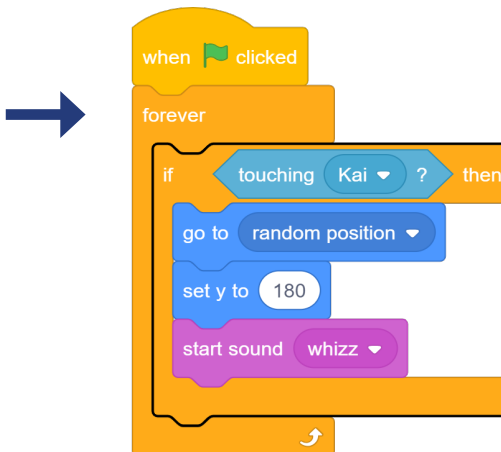 when clicked
forever
if touching Kai ? then
go to random position
set y to 180
start sound whizz